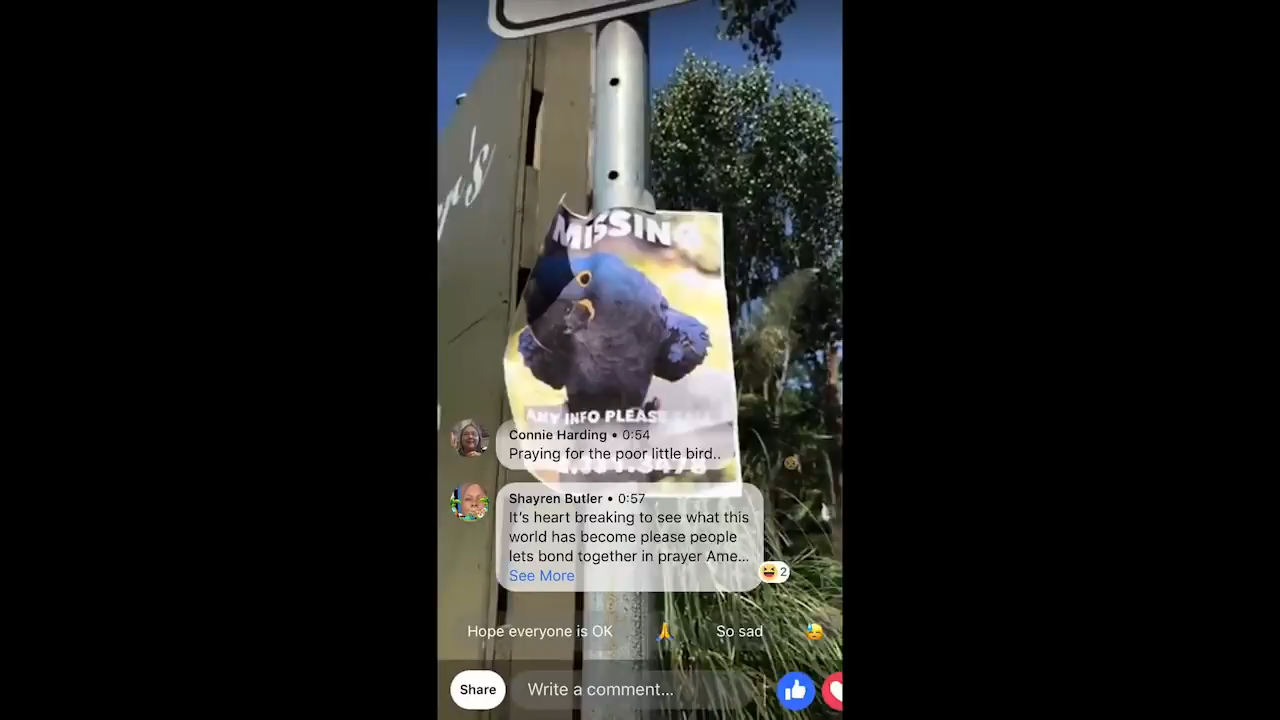 MISSING
ANY INFO PLEASE
Connie Harding • 0:54
Praying for the poor little bird..
Shayren Butler • 0:57
It's heart breaking to see what this
world has become please people
lets bond together in prayer Ame...
See More
2
Hope everyone is OK 🙏 So sad 😓
Share Write a comment...